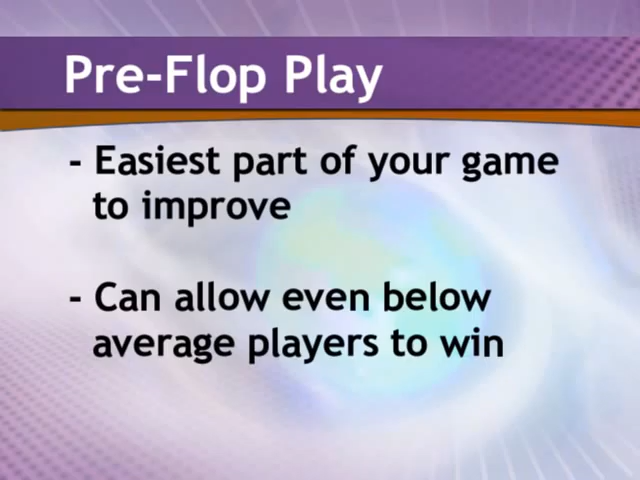 Pre-Flop Play
- Easiest part of your game
to improve
- Can allow even below
average players to win